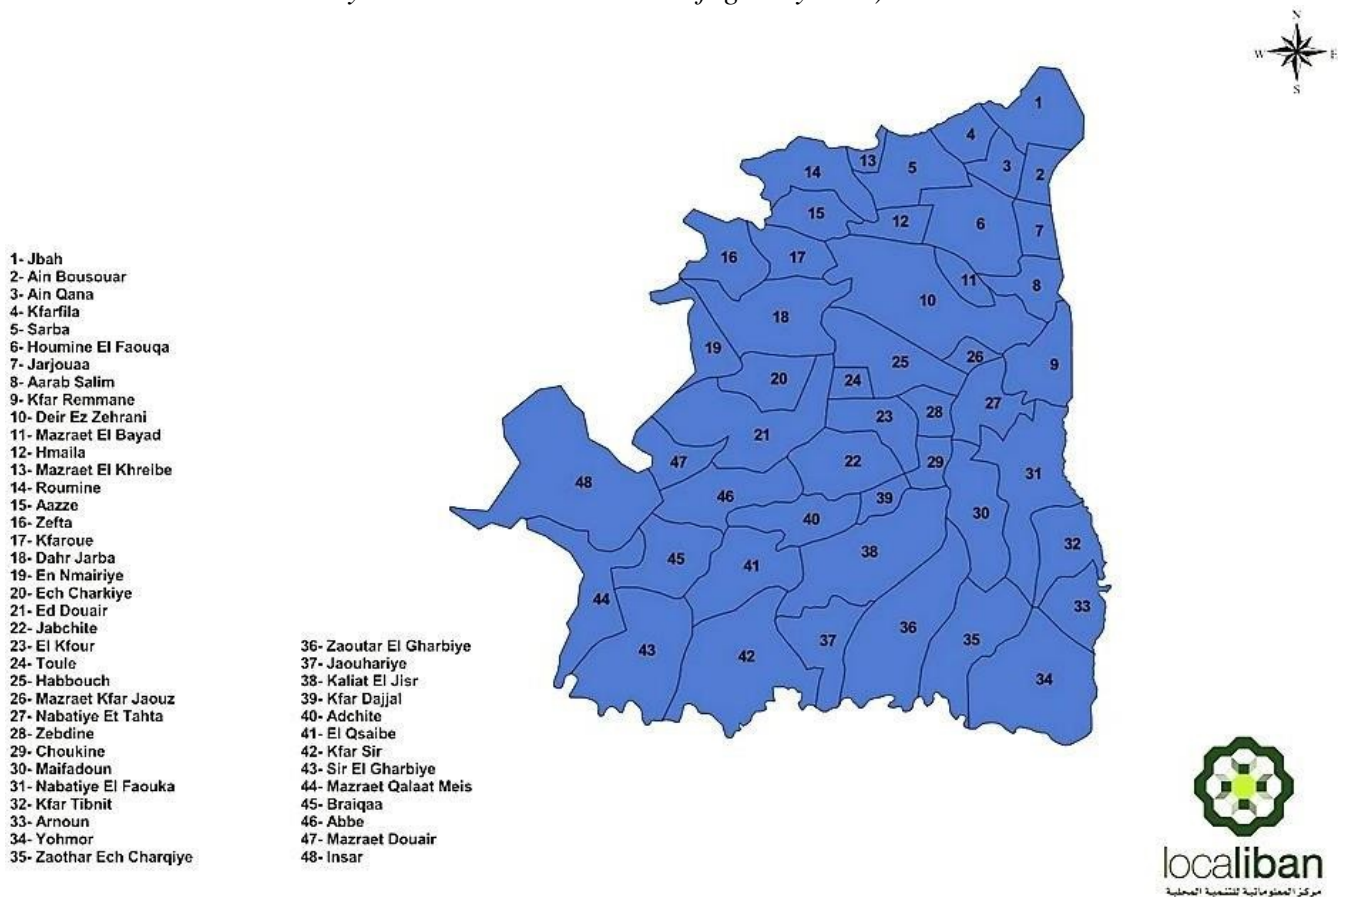 N
W E
S
1
4
3
13
5
14
2
15
12
6
7
16
17
11
8
10
18
19
25
26
9
20
24
27
28
23
21
22
29
47
31
48
46
39
30
40
32
38
45
41
44
33
36
35
37
43
42
34
1- Jbah
2- Ain Bousouar
3- Ain Qana
4- Kfarfila
5- Sarba
6- Houmine El Faouqa
7- Jarjouaa
8- Aarab Salim
9- Kfar Remmane
10- Deir Ez Zehrani
11- Mazraet El Bayad
12- Hmaila
13- Mazraet El Khreibe
14- Roumine
15- Aazze
16- Zefta
17- Kfaroue
18- Dahr Jarba
19- En Nmairiye
20- Ech Charkiye
21- Ed Douair
22- Jabchite
23- El Kfour
24- Toule
25- Habbouch
26- Mazraet Kfar Jaouz
27- Nabatiye Et Tahta
28- Zebdine
29- Choukine
30- Maifadoun
31- Nabatiye El Faouka
32- Kfar Tibnit
33- Arnoun
34- Yohmor
35- Zaothar Ech Charqiye
36- Zaoutar El Gharbiye
37- Jaouhariye
38- Kaliat El Jisr
39- Kfar Dajjal
40- Adchite
41- El Qsaibe
42- Kfar Sir
43- Sir El Gharbiye
44- Mazraet Qalaat Meis
45- Braiqaa
46- Abbe
47- Mazraet Douair
48- Insar
localiban
مركز المعلوماتية للتنمية المحلية